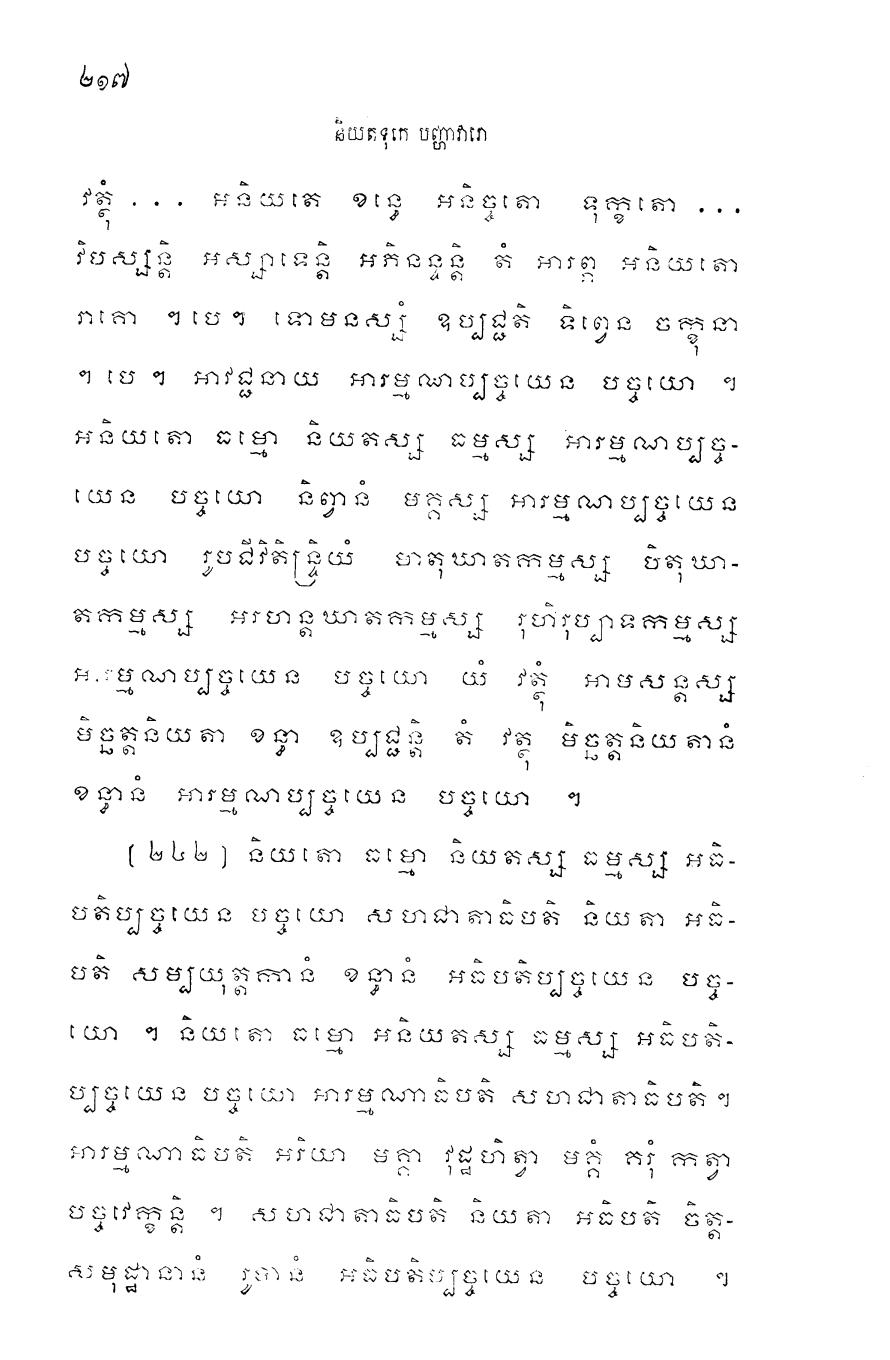 ២១៧
និយតទុកេ បញ្ហាវារោ
វត្ថុំ ... អនិយតេ ខន្ធេ អនិច្ចតោ ទុក្ខតោ ...
វិបស្សន្តិ អស្សាទេន្តិ អភិនន្ទន្តិ តំ អារព្ភ អនិយតោ
រាគោ ។បេ។ ទោមនស្សំ ឧប្បជ្ជតិ ទិព្វេន ចក្ខុនា
។បេ។ អាវជ្ជនាយ អារម្មណប្បច្ចយេន បច្ចយោ ។
អនិយតោ ធម្មោ និយតស្ស ធម្មស្ស អារម្មណប្បច្ច-
យេន បច្ចយោ និព្វានំ មគ្គស្ស អារម្មណប្បច្ចយេន
បច្ចយោ រូបជីវិតិន្ទ្រិយំ មាតុឃាតកកម្មស្ស បិតុឃា-
តកកម្មស្ស អរហន្តឃាតកកម្មស្ស រុហិរុប្បាទកម្មស្ស
អារម្មណប្បច្ចយេន បច្ចយោ យំ វត្ថុំ អាមសន្តស្ស
មិច្ឆត្តនិយតា ខន្ធា ឧប្បជ្ជន្តិ តំ វត្ថុ មិច្ឆត្តនិយតានំ
ខន្ធានំ អារម្មណប្បច្ចយេន បច្ចយោ ។
(២៤២) និយតោ ធម្មោ និយតស្ស ធម្មស្ស អធិ-
បតិប្បច្ចយេន បច្ចយោ សហជាតាធិបតិ និយតា អធិ-
បតិ សម្បយុត្តកានំ ខន្ធានំ អធិបតិប្បច្ចយេន បច្ច-
យោ ។ និយតោ ធម្មោ អនិយតស្ស ធម្មស្ស អធិបតិ-
ប្បច្ចយេន បច្ចយោ អារម្មណាធិបតិ សហជាតាធិបតិ ។
អារម្មណាធិបតិ អរិយា មគ្គា វុដ្ឋហិត្វា មគ្គំ គរុំ កត្វា
បច្ចវេក្ខន្តិ ។ សហជាតាធិបតិ និយតា អធិបតិ ចិត្ត-
សមុដ្ឋានានំ រូបានំ អធិបតិប្បច្ចយេន បច្ចយោ ។